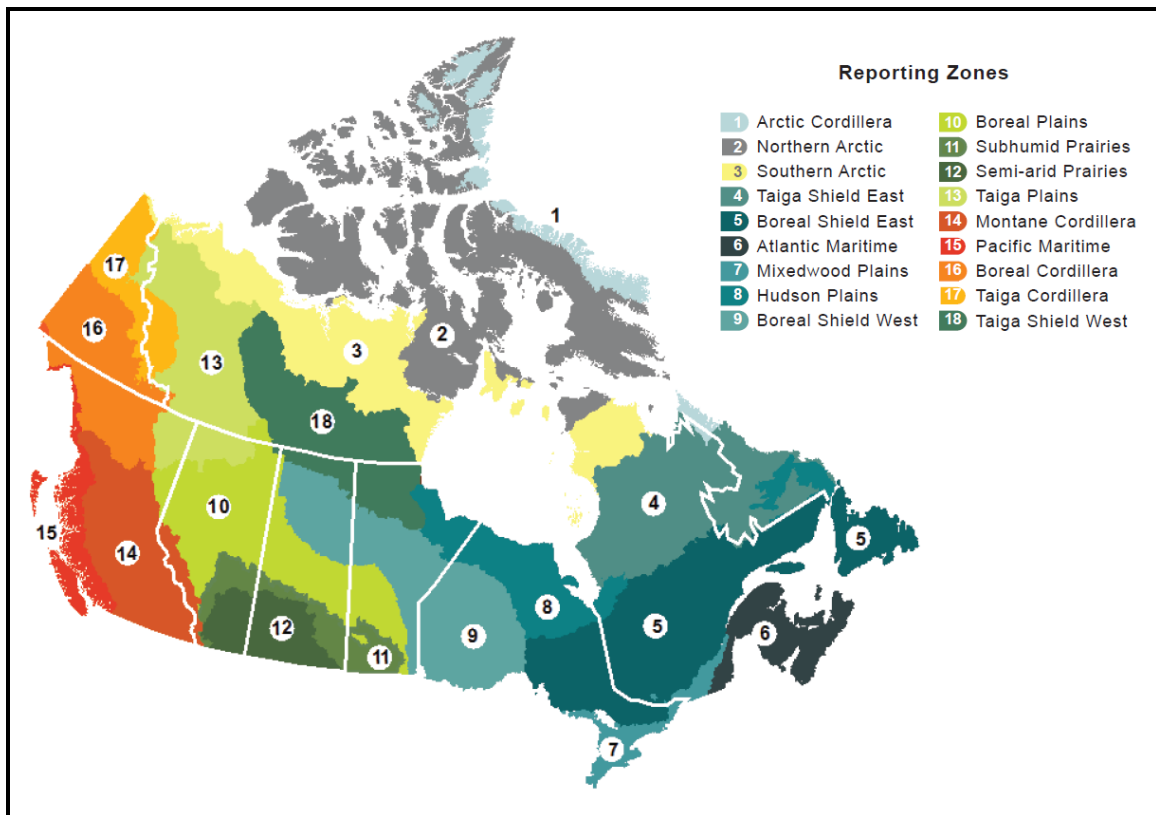 Reporting Zones
1 Arctic Cordillera
2 Northern Arctic
3 Southern Arctic
4 Taiga Shield East
5 Boreal Shield East
6 Atlantic Maritime
7 Mixedwood Plains
8 Hudson Plains
9 Boreal Shield West
10 Boreal Plains
11 Subhumid Prairies
12 Semi-arid Prairies
13 Taiga Plains
14 Montane Cordillera
15 Pacific Maritime
16 Boreal Cordillera
17 Taiga Cordillera
18 Taiga Shield West
1
17
16
2
3
13
18
4
10
5
15
14
8
12
9
5
6
11
7